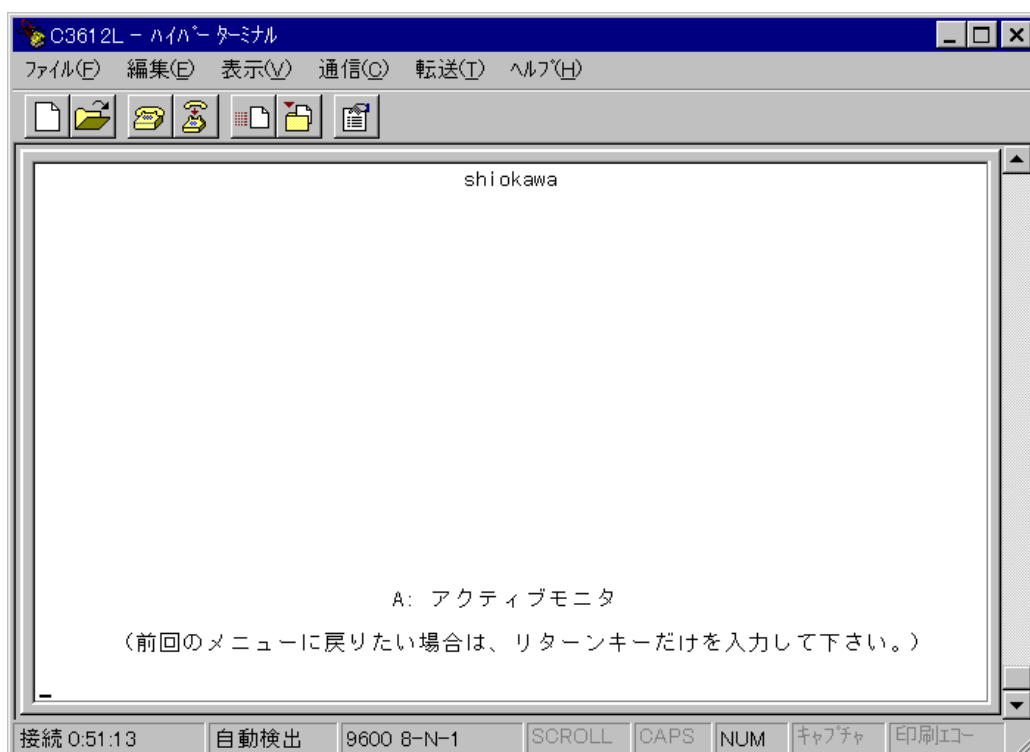 C3612L - ﾊｲﾊﾟｰ ﾀｰﾐﾅﾙ
ﾌｧｲﾙ(F) 編集(E) 表示(V) 通信(C) 転送(T) ﾍﾙﾌﾟ(H)
shiokawa
A: アクティブモニタ
（前回のメニューに戻りたい場合は、リターンキーだけを入力して下さい。）
接続 0:51:13 自動検出 9600 8-N-1 SCROLL CAPS NUM ｷｬﾌﾟﾁｬ 印刷ｴｺｰ